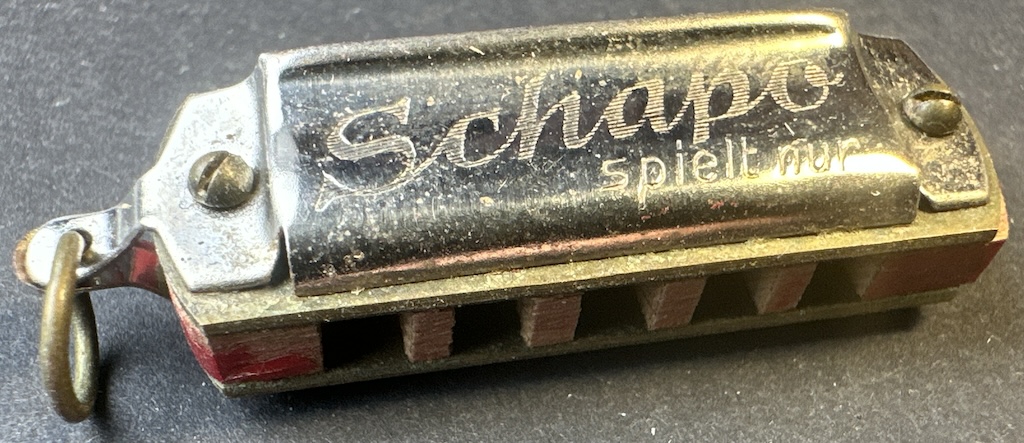 Schapo
spielt nur